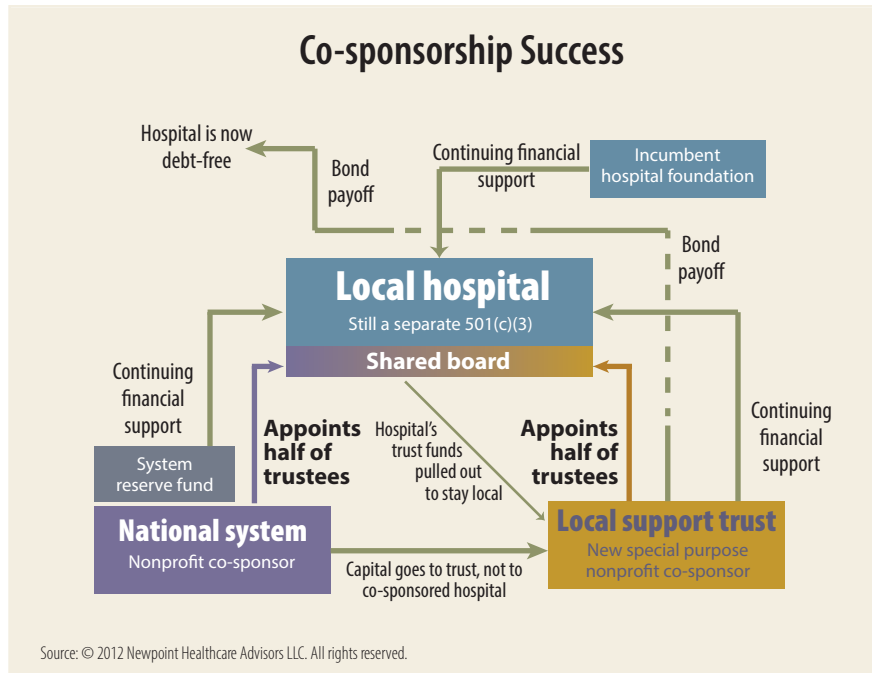 Co-sponsorship Success
Hospital is now
debt-free
Bond
payoff
Continuing financial
support
Incumbent
hospital foundation
Bond
payoff
Local hospital
Still a separate 501(c)(3)
Shared board
Continuing
financial
support
System
reserve fund
Appoints
half of
trustees
Hospital’s
trust funds
pulled out
to stay local
Appoints
half of
trustees
Continuing
financial
support
National system
Nonprofit co-sponsor
Capital goes to trust, not to
co-sponsored hospital
Local support trust
New special purpose
nonprofit co-sponsor
Source: © 2012 Newpoint Healthcare Advisors LLC. All rights reserved.